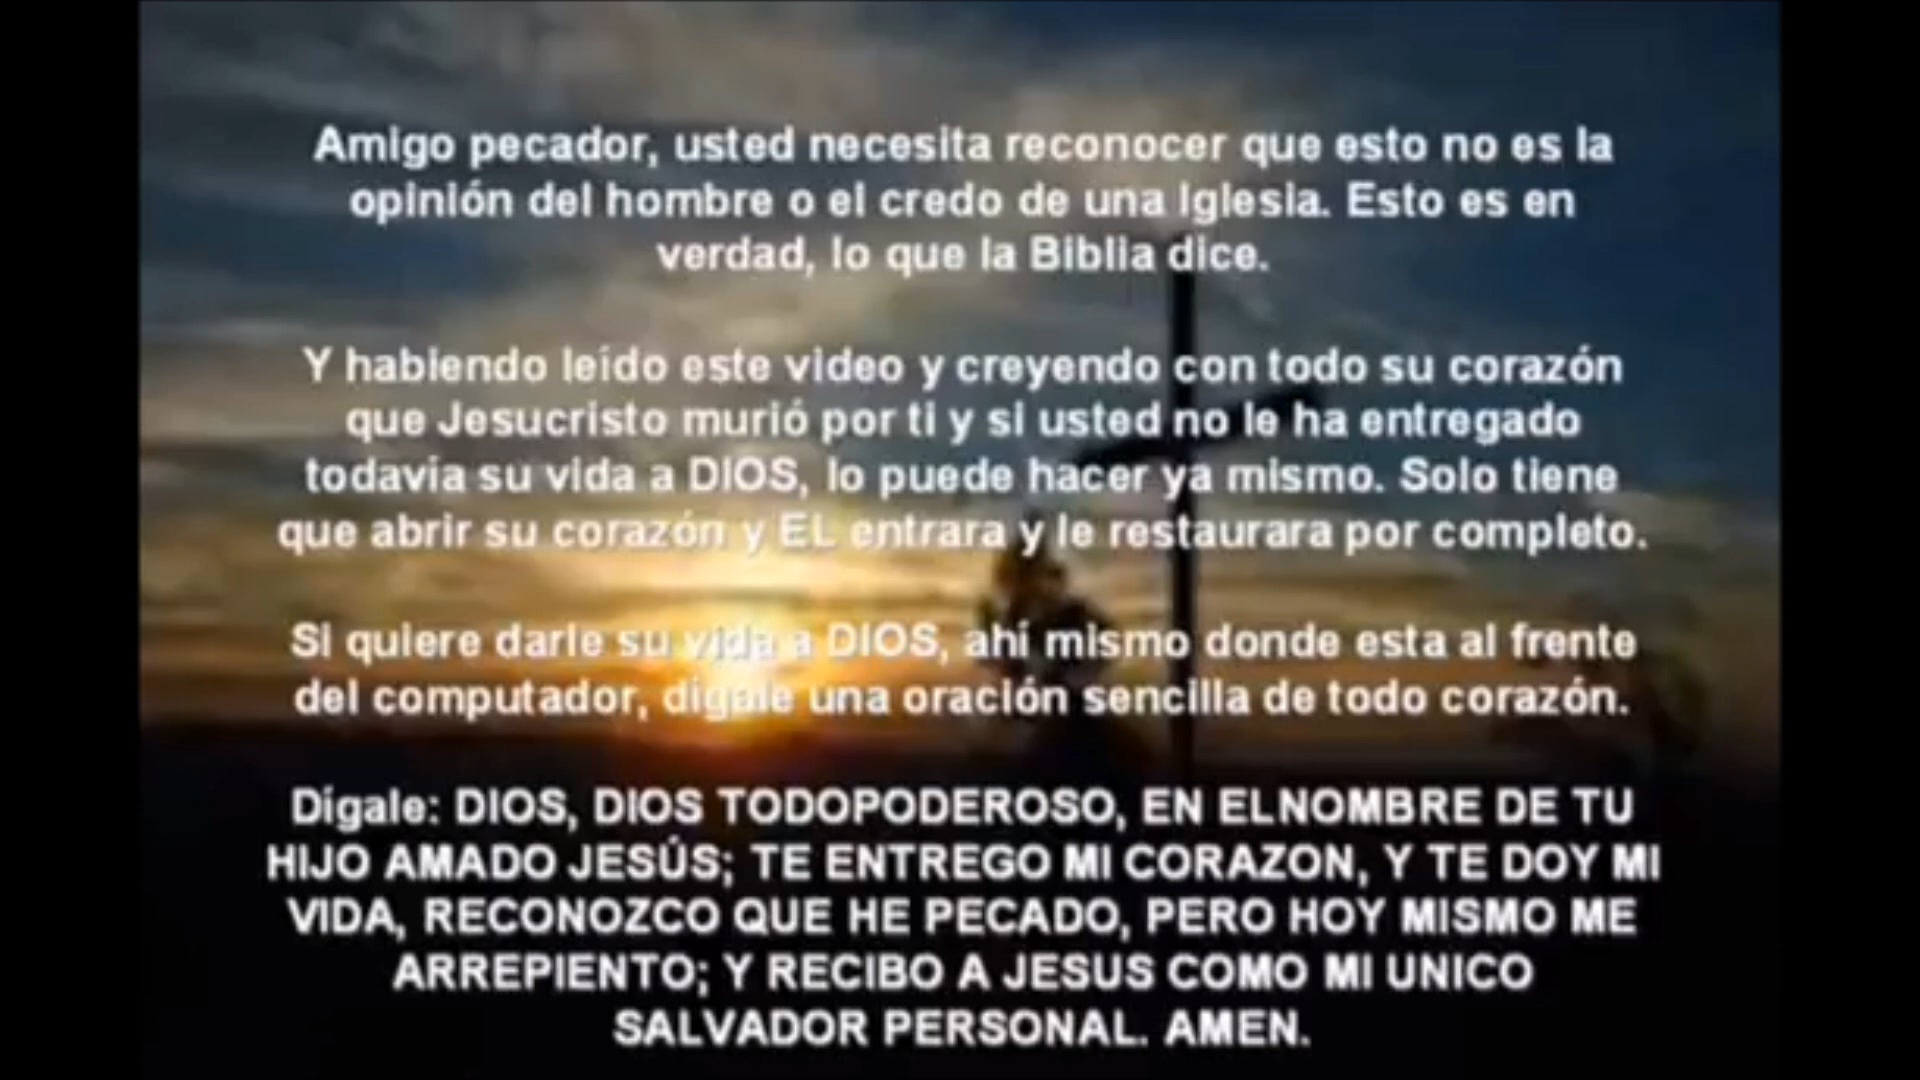 Amigo pecador, usted necesita reconocer que esto no es la
opinión del hombre o el credo de una Iglesia. Esto es en
verdad, lo que la Biblia dice.
Y habiendo leído este video y creyendo con todo su corazón
que Jesucristo murió por ti y si usted no le ha entregado
todavía su vida a DIOS, lo puede hacer ya mismo. Solo tiene
que abrir su corazón y EL entrara y le restaurara por completo.
Si quiere darle su vida a DIOS, ahí mismo donde esta al frente
del computador, dígale una oración sencilla de todo corazón.
Dígale: DIOS, DIOS TODOPODEROSO, EN ELNOMBRE DE TU
HIJO AMADO JESÚS; TE ENTREGO MI CORAZON, Y TE DOY MI
VIDA, RECONOZCO QUE HE PECADO, PERO HOY MISMO ME
ARREPIENTO; Y RECIBO A JESUS COMO MI UNICO
SALVADOR PERSONAL. AMEN.